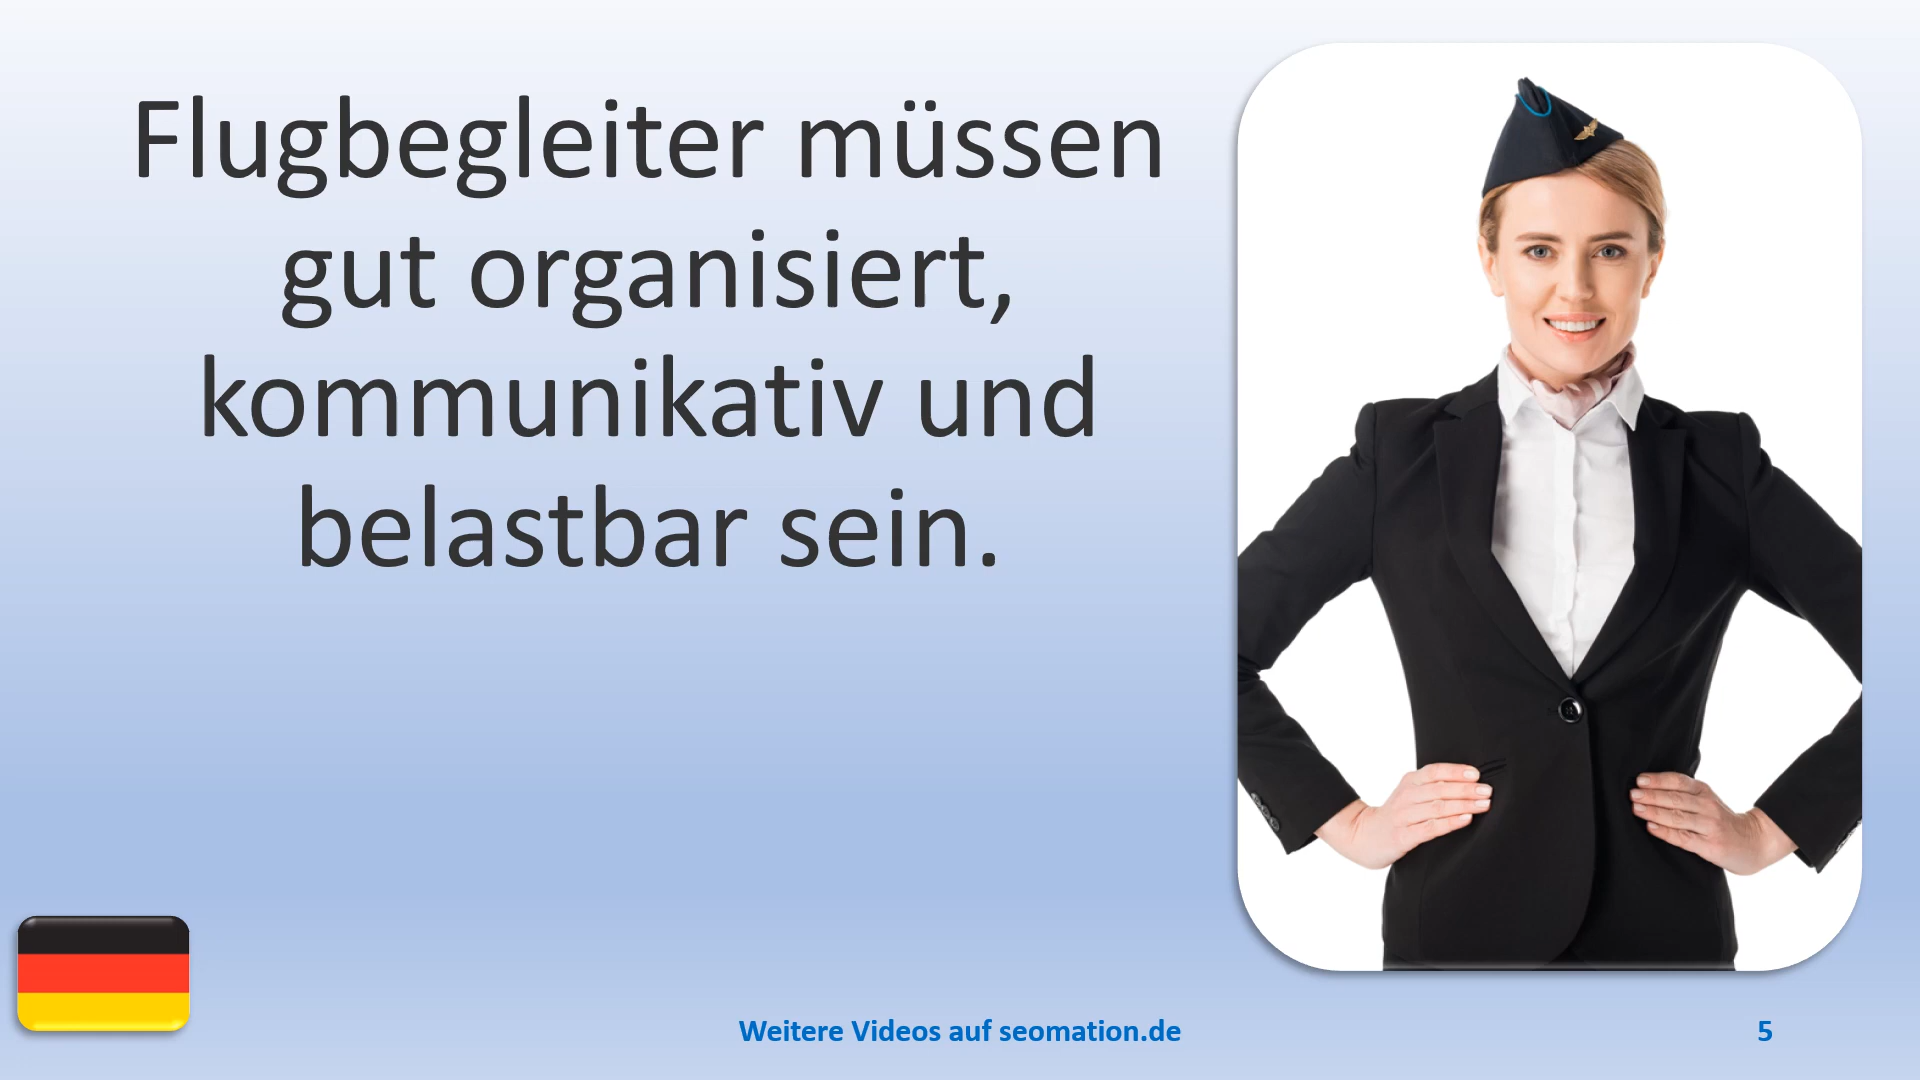 Flugbegleiter müssen
gut organisiert,
kommunikativ und
belastbar sein.
Weitere Videos auf seomation.de
5